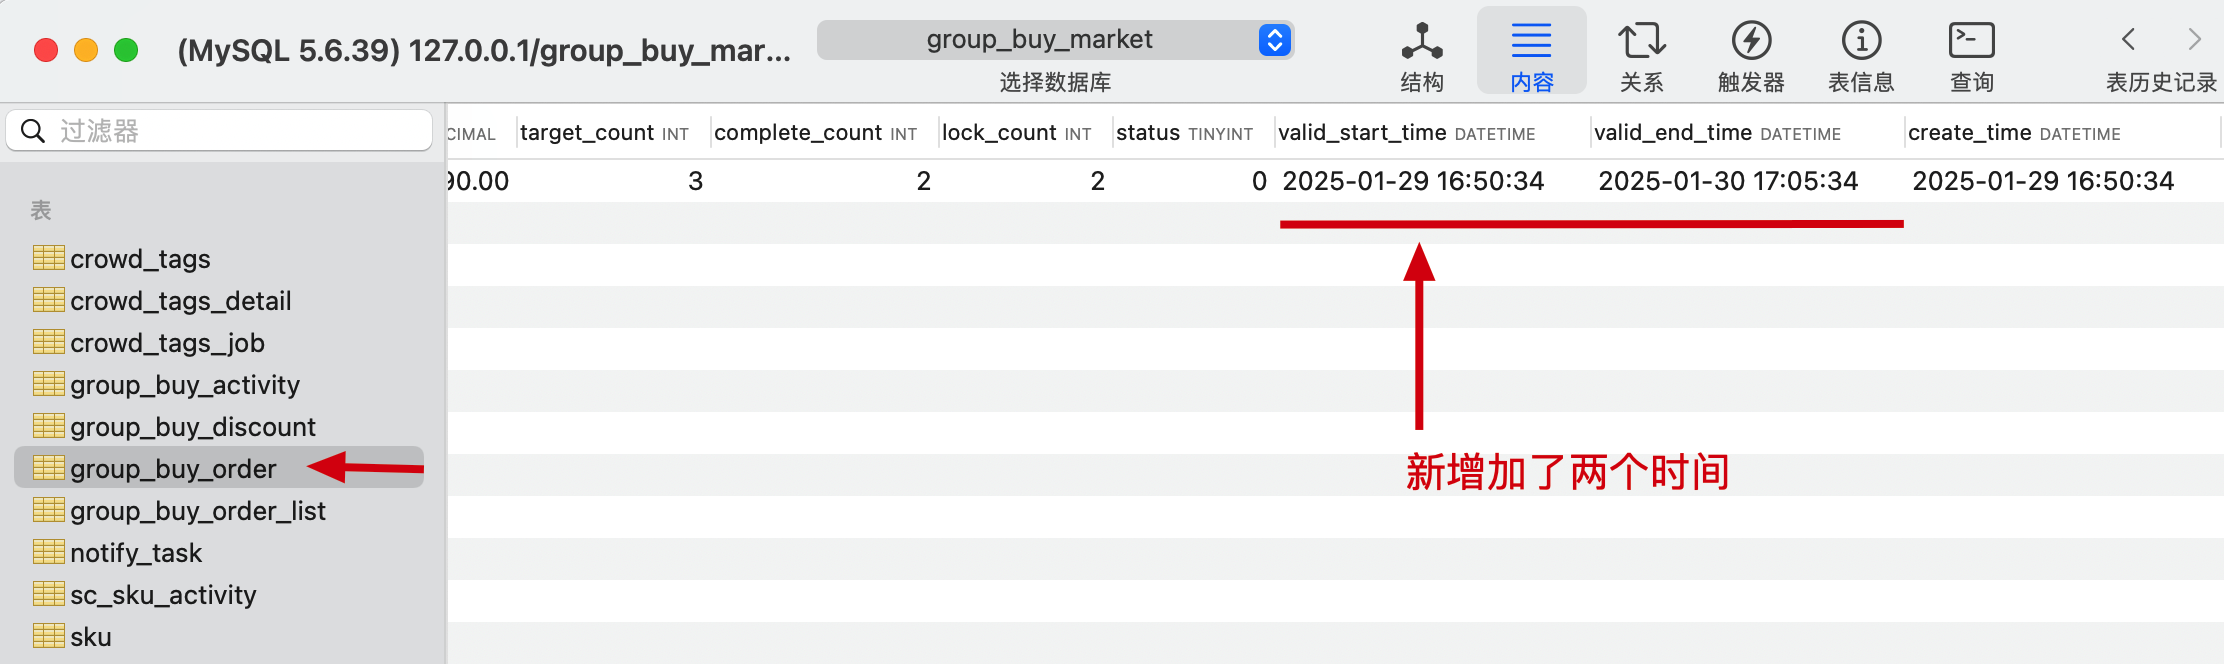 (MySQL 5.6.39) 127.0.0.1/group_buy_mar...
group_buy_market
选择数据库
结构
内容
关系
触发器
表信息
查询
表历史记录
过滤器
CIMAL target_count INT complete_count INT lock_count INT status TINYINT valid_start_time DATETIME valid_end_time DATETIME create_time DATETIME
90.00 3 2 2 0 2025-01-29 16:50:34 2025-01-30 17:05:34 2025-01-29 16:50:34
表
crowd_tags
crowd_tags_detail
crowd_tags_job
group_buy_activity
group_buy_discount
group_buy_order
group_buy_order_list
notify_task
sc_sku_activity
sku
新增加了两个时间